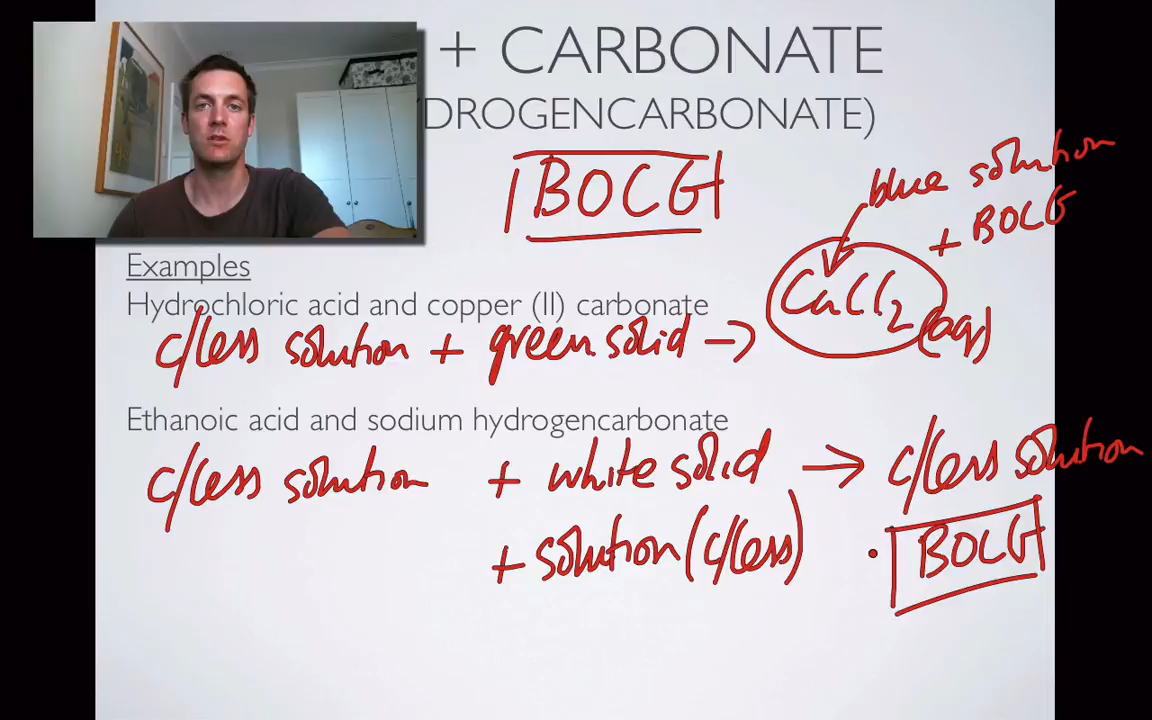 + CARBONATE
DROGENCARBONATE)
BOCG
blue solution
+ BOCG
Examples
Hydrochloric acid and copper (II) carbonate
c/less solution + green solid → CuCl2(aq)
Ethanoic acid and sodium hydrogencarbonate
c/less solution + white solid → c/less solution
+ solution (c/less) · BOCG